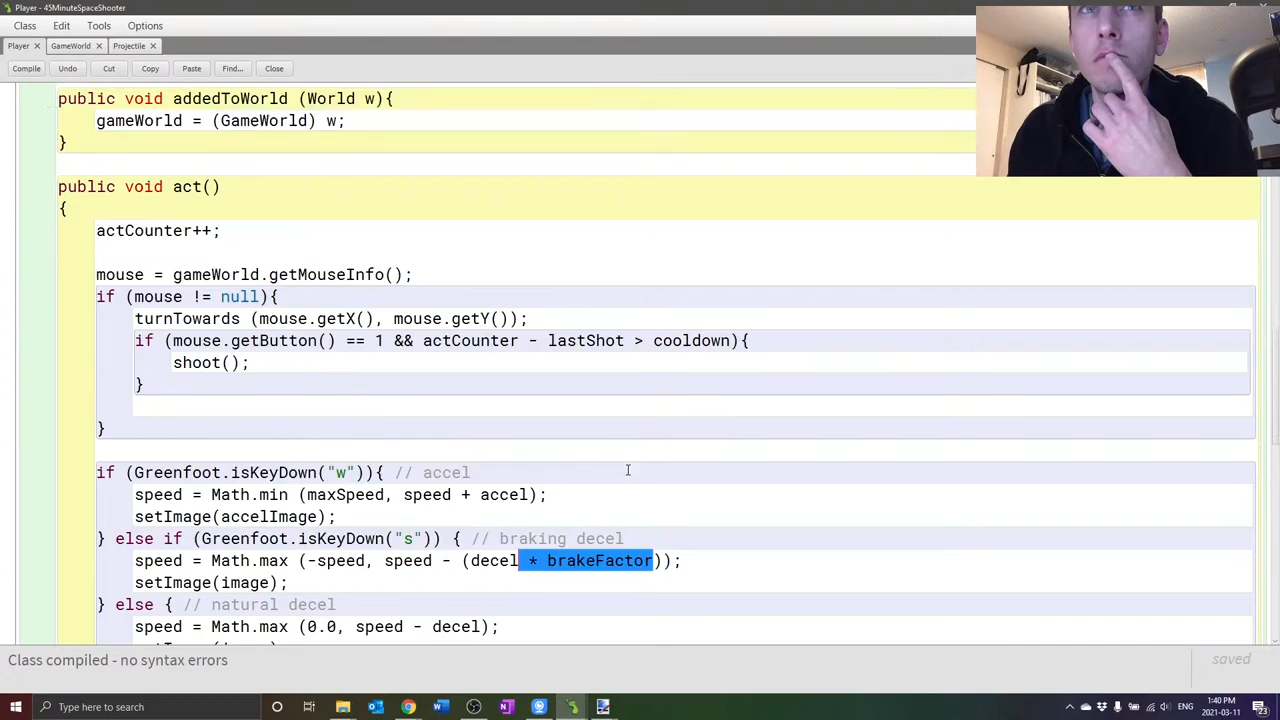 Player - 45MinuteSpaceShooter
Class Edit Tools Options
Player × GameWorld × Projectile ×
Compile Undo Cut Copy Paste Find... Close
public void addedToWorld (World w){
gameWorld = (GameWorld) w;
}
public void act()
{
actCounter++;
mouse = gameWorld.getMouseInfo();
if (mouse != null){
turnTowards (mouse.getX(), mouse.getY());
if (mouse.getButton() == 1 && actCounter - lastShot > cooldown){
shoot();
}
}
if (Greenfoot.isKeyDown("w")){ // accel
speed = Math.min (maxSpeed, speed + accel);
setImage(accelImage);
} else if (Greenfoot.isKeyDown("s")) { // braking decel
speed = Math.max (-speed, speed - (decel * brakeFactor));
setImage(image);
} else { // natural decel
speed = Math.max (0.0, speed - decel);
Class compiled - no syntax errors
saved
Type here to search
ENG
1:40 PM
2021-03-11
23